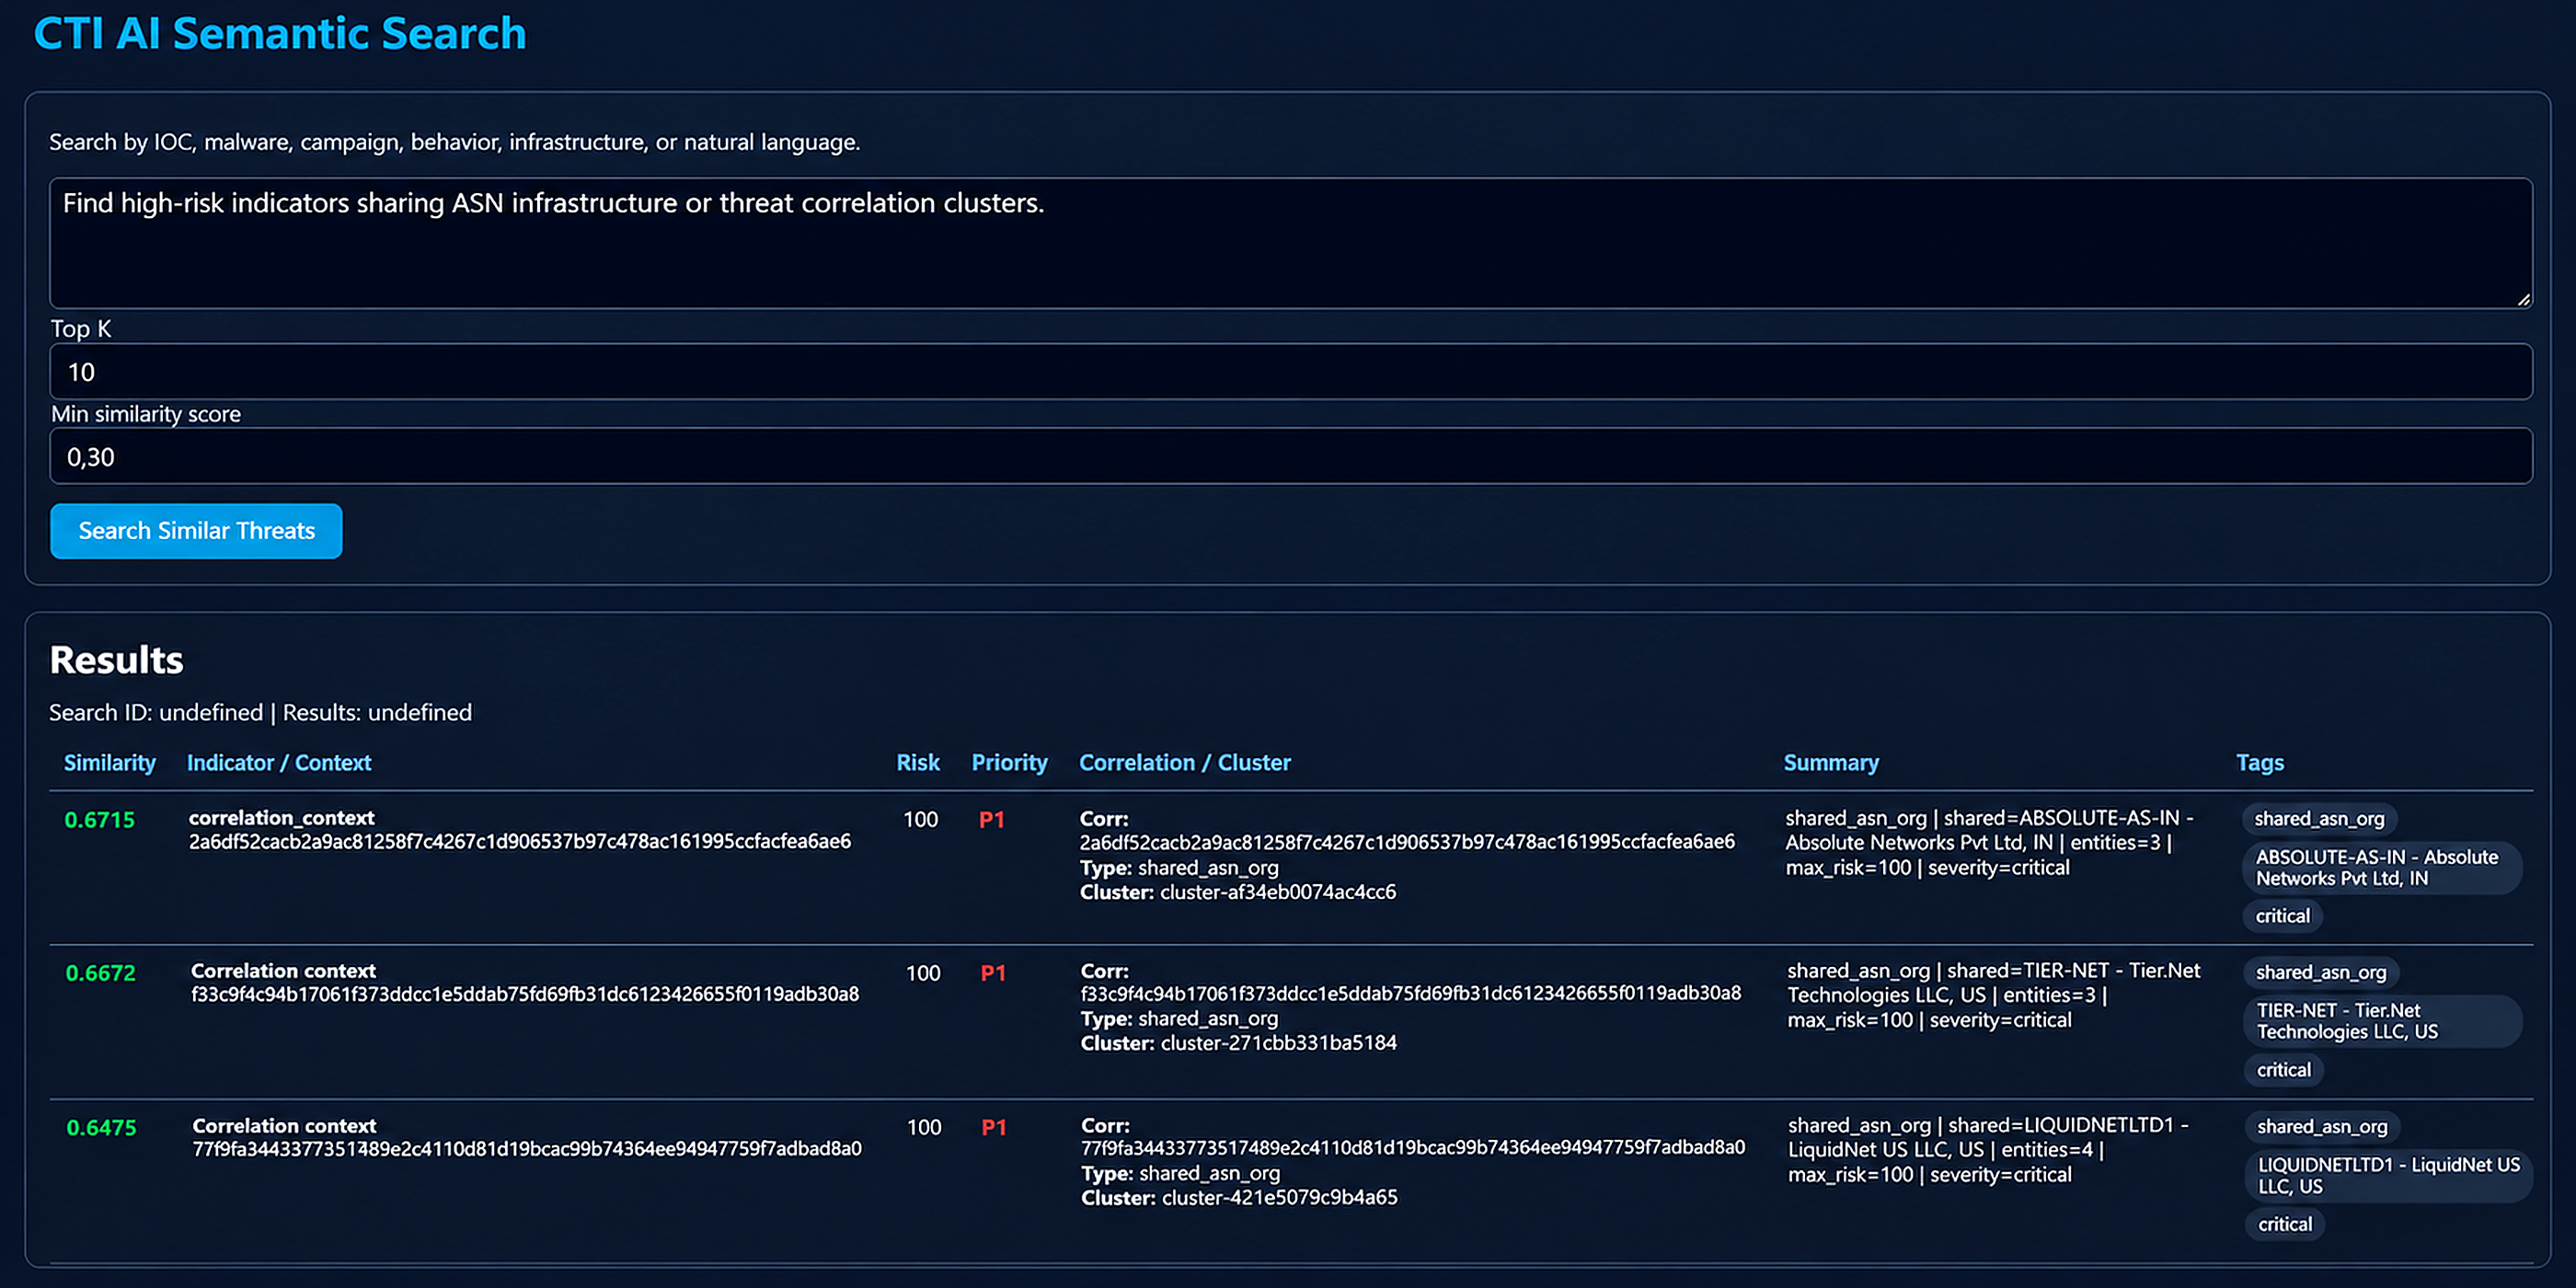 CTI AI Semantic Search
Search by IOC, malware, campaign, behavior, infrastructure, or natural language.
Find high-risk indicators sharing ASN infrastructure or threat correlation clusters.
Top K
10
Min similarity score
0,30
Search Similar Threats
Results
Search ID: undefined | Results: undefined
Similarity Indicator / Context Risk Priority Correlation / Cluster Summary Tags
0.6715
correlation_context
2a6df52cacb2a9ac81258f7c4267c1d906537b97c478ac161995ccfacfea6ae6
100
P1
Corr:
2a6df52cacb2a9ac81258f7c4267c1d906537b97c478ac161995ccfacfea6ae6
Type: shared_asn_org
Cluster: cluster-af34eb0074ac4cc6
shared_asn_org | shared=ABSOLUTE-AS-IN -
Absolute Networks Pvt Ltd, IN | entities=3 |
max_risk=100 | severity=critical
shared_asn_org
ABSOLUTE-AS-IN - Absolute
Networks Pvt Ltd, IN
critical
0.6672
Correlation context
f33c9f4c94b17061f373ddcc1e5ddab75fd69fb31dc6123426655f0119adb30a8
100
P1
Corr:
f33c9f4c94b17061f373ddcc1e5ddab75fd69fb31dc6123426655f0119adb30a8
Type: shared_asn_org
Cluster: cluster-271cbb331ba5184
shared_asn_org | shared=TIER-NET - Tier.Net
Technologies LLC, US | entities=3 |
max_risk=100 | severity=critical
shared_asn_org
TIER-NET - Tier.Net
Technologies LLC, US
critical
0.6475
Correlation context
77f9fa34433773517489e2c4110d81d19bcac99b74364ee94947759f7adbad8a0
100
P1
Corr:
77f9fa34433773517489e2c4110d81d19bcac99b74364ee94947759f7adbad8a0
Type: shared_asn_org
Cluster: cluster-421e5079c9b4a65
shared_asn_org | shared=LIQUIDNETLTD1 -
LiquidNet US LLC, US | entities=4 |
max_risk=100 | severity=critical
shared_asn_org
LIQUIDNETLTD1 - LiquidNet US
LLC, US
critical